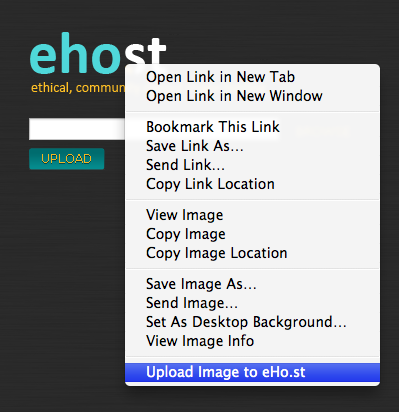 ehost
ethical, commun
UPLOAD
Open Link in New Tab
Open Link in New Window
Bookmark This Link
Save Link As…
Send Link…
Copy Link Location
View Image
Copy Image
Copy Image Location
Save Image As…
Send Image…
Set As Desktop Background…
View Image Info
Upload Image to eHo.st